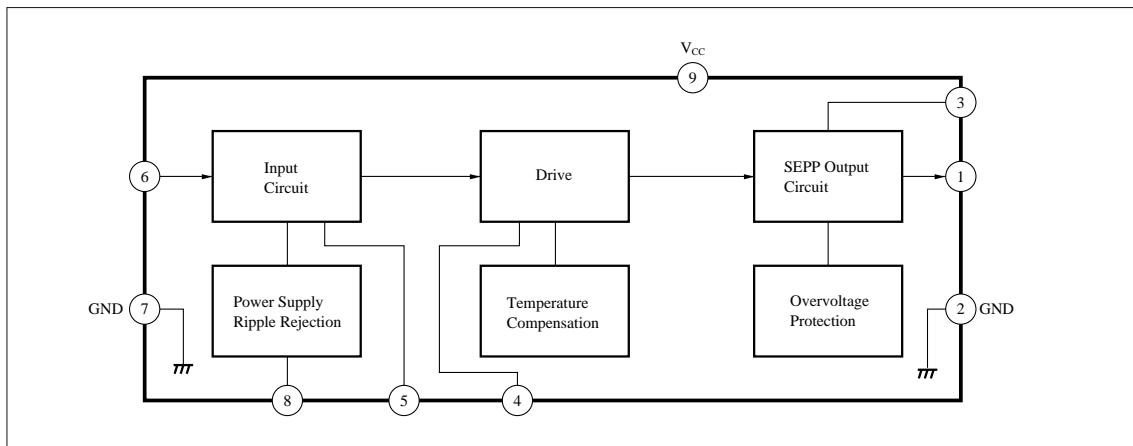 V_CC
9
3
6
Input
Circuit
Drive
SEPP Output
Circuit
1
GND
7
Power Supply
Ripple Rejection
Temperature
Compensation
Overvoltage
Protection
2
GND
8
5
4